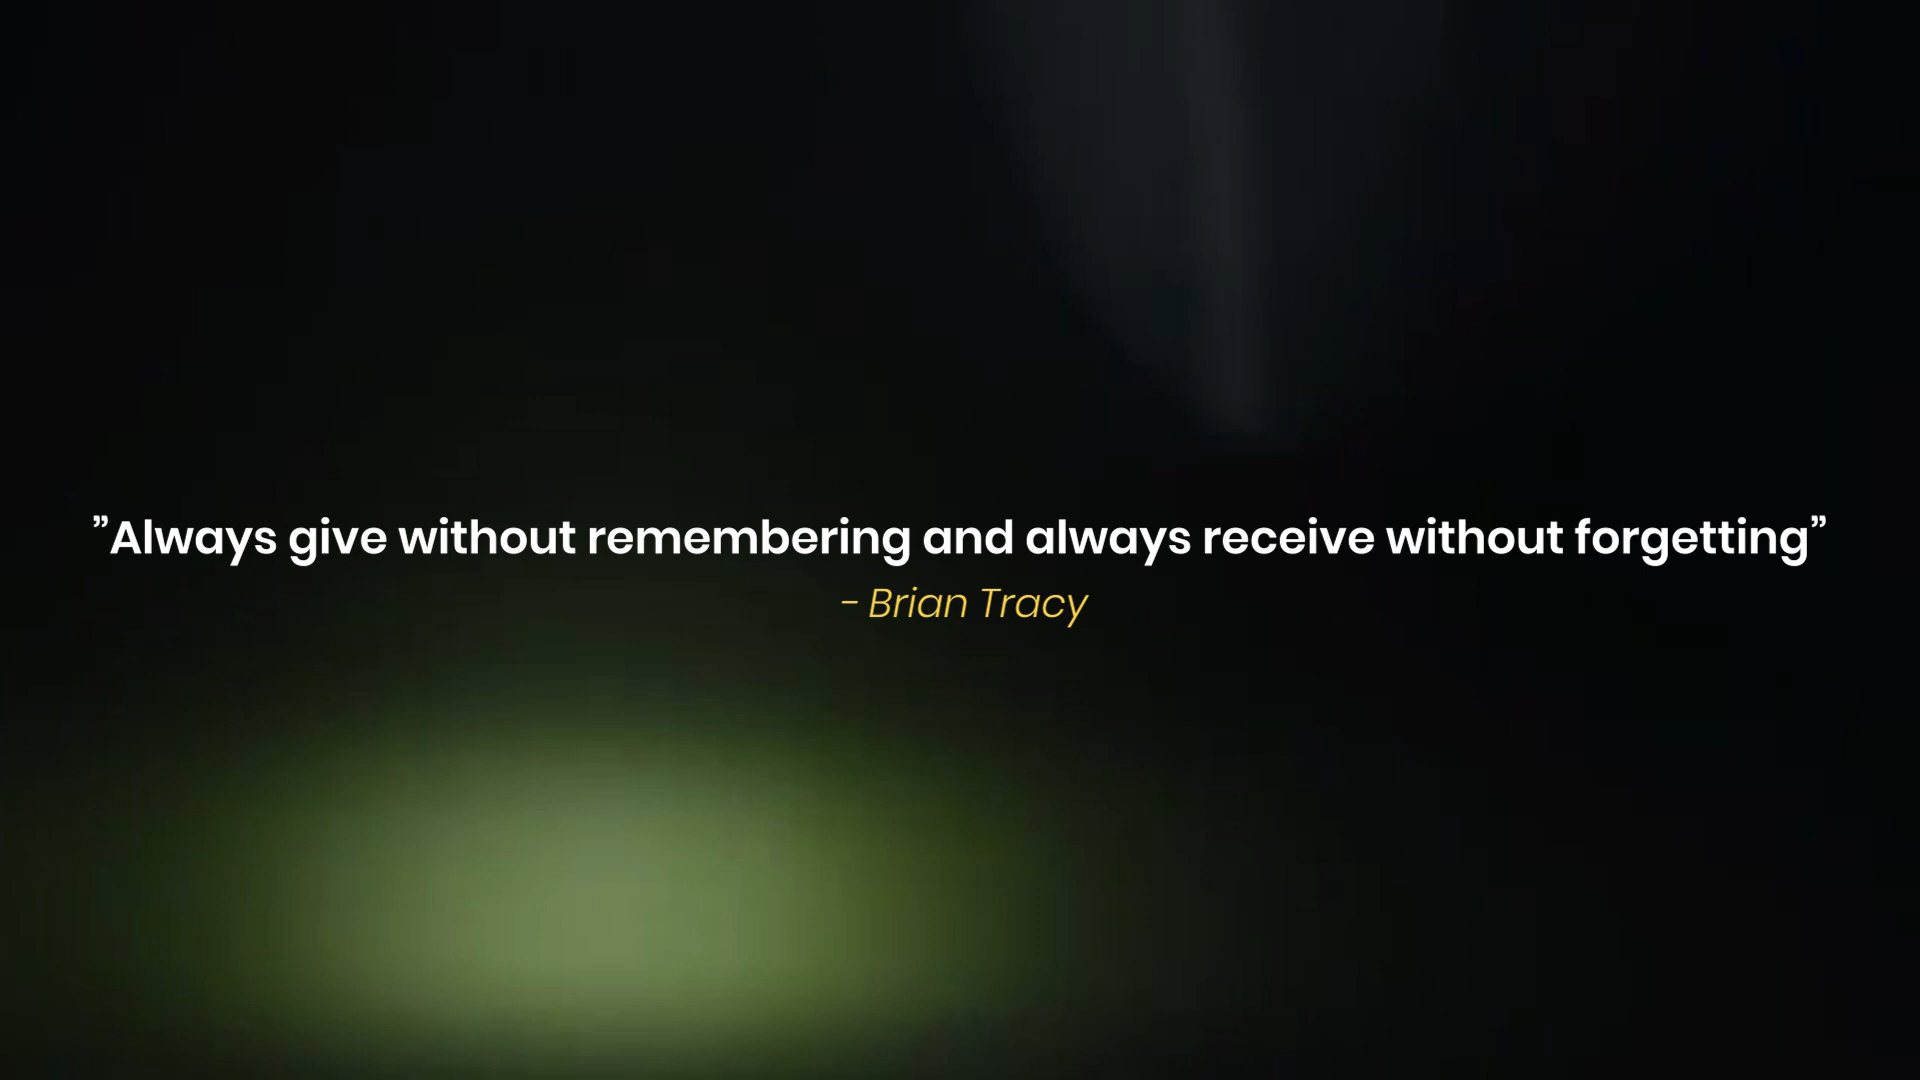 ”Always give without remembering and always receive without forgetting”
- Brian Tracy